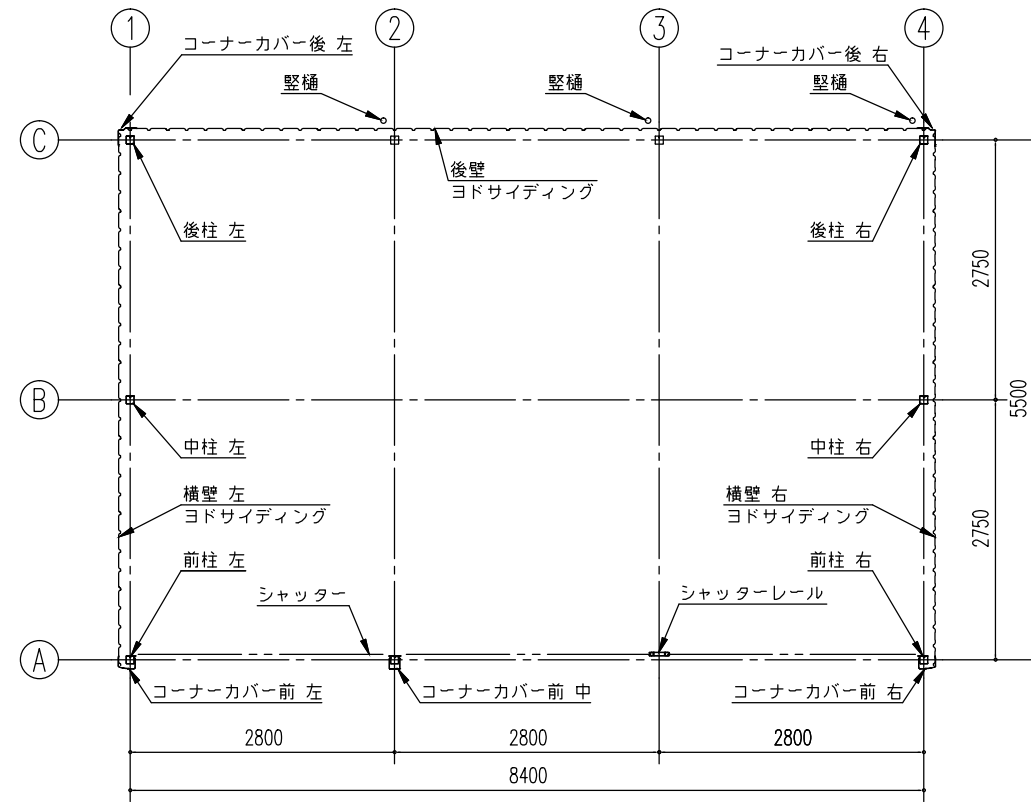 1
2
3
4
コーナーカバー後 左
コーナーカバー後 右
竪樋
竪樋
竪樋
C
後壁
ヨドサイディング
後柱 左
後柱 右
2750
B
5500
中柱 左
中柱 右
横壁 左
ヨドサイディング
横壁 右
ヨドサイディング
2750
前柱 左
前柱 右
シャッター
シャッターレール
A
コーナーカバー前 左
コーナーカバー前 中
コーナーカバー前 右
2800
2800
2800
8400